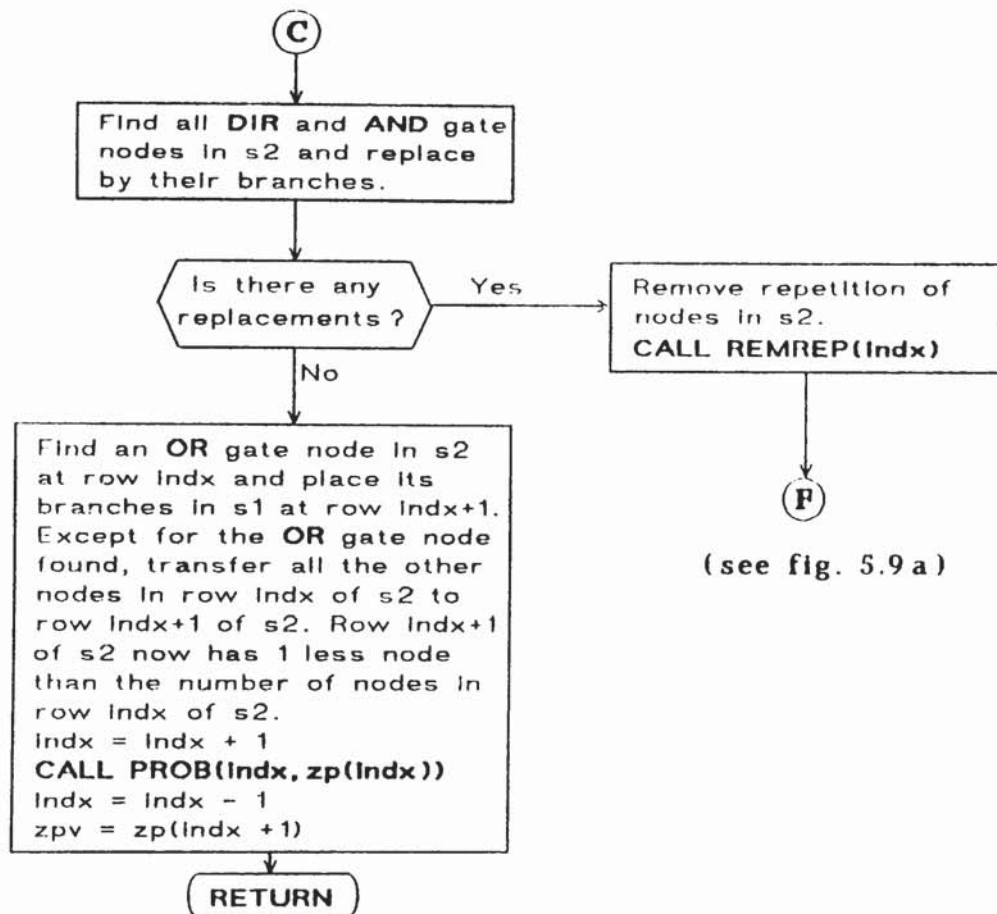 C
Find all DIR and AND gate
nodes in s2 and replace
by their branches.
Is there any
replacements?
Yes
Remove repetition of
nodes in s2.
CALL REMREP(indx)
No
F
(see fig. 5.9a)
Find an OR gate node in s2
at row indx and place its
branches in s1 at row indx+1.
Except for the OR gate node
found, transfer all the other
nodes in row indx of s2 to
row indx+1 of s2. Row indx+1
of s2 now has 1 less node
than the number of nodes in
row indx of s2.
indx = indx + 1
CALL PROB(indx, zp(indx))
indx = indx - 1
zpv = zp(indx +1)
RETURN